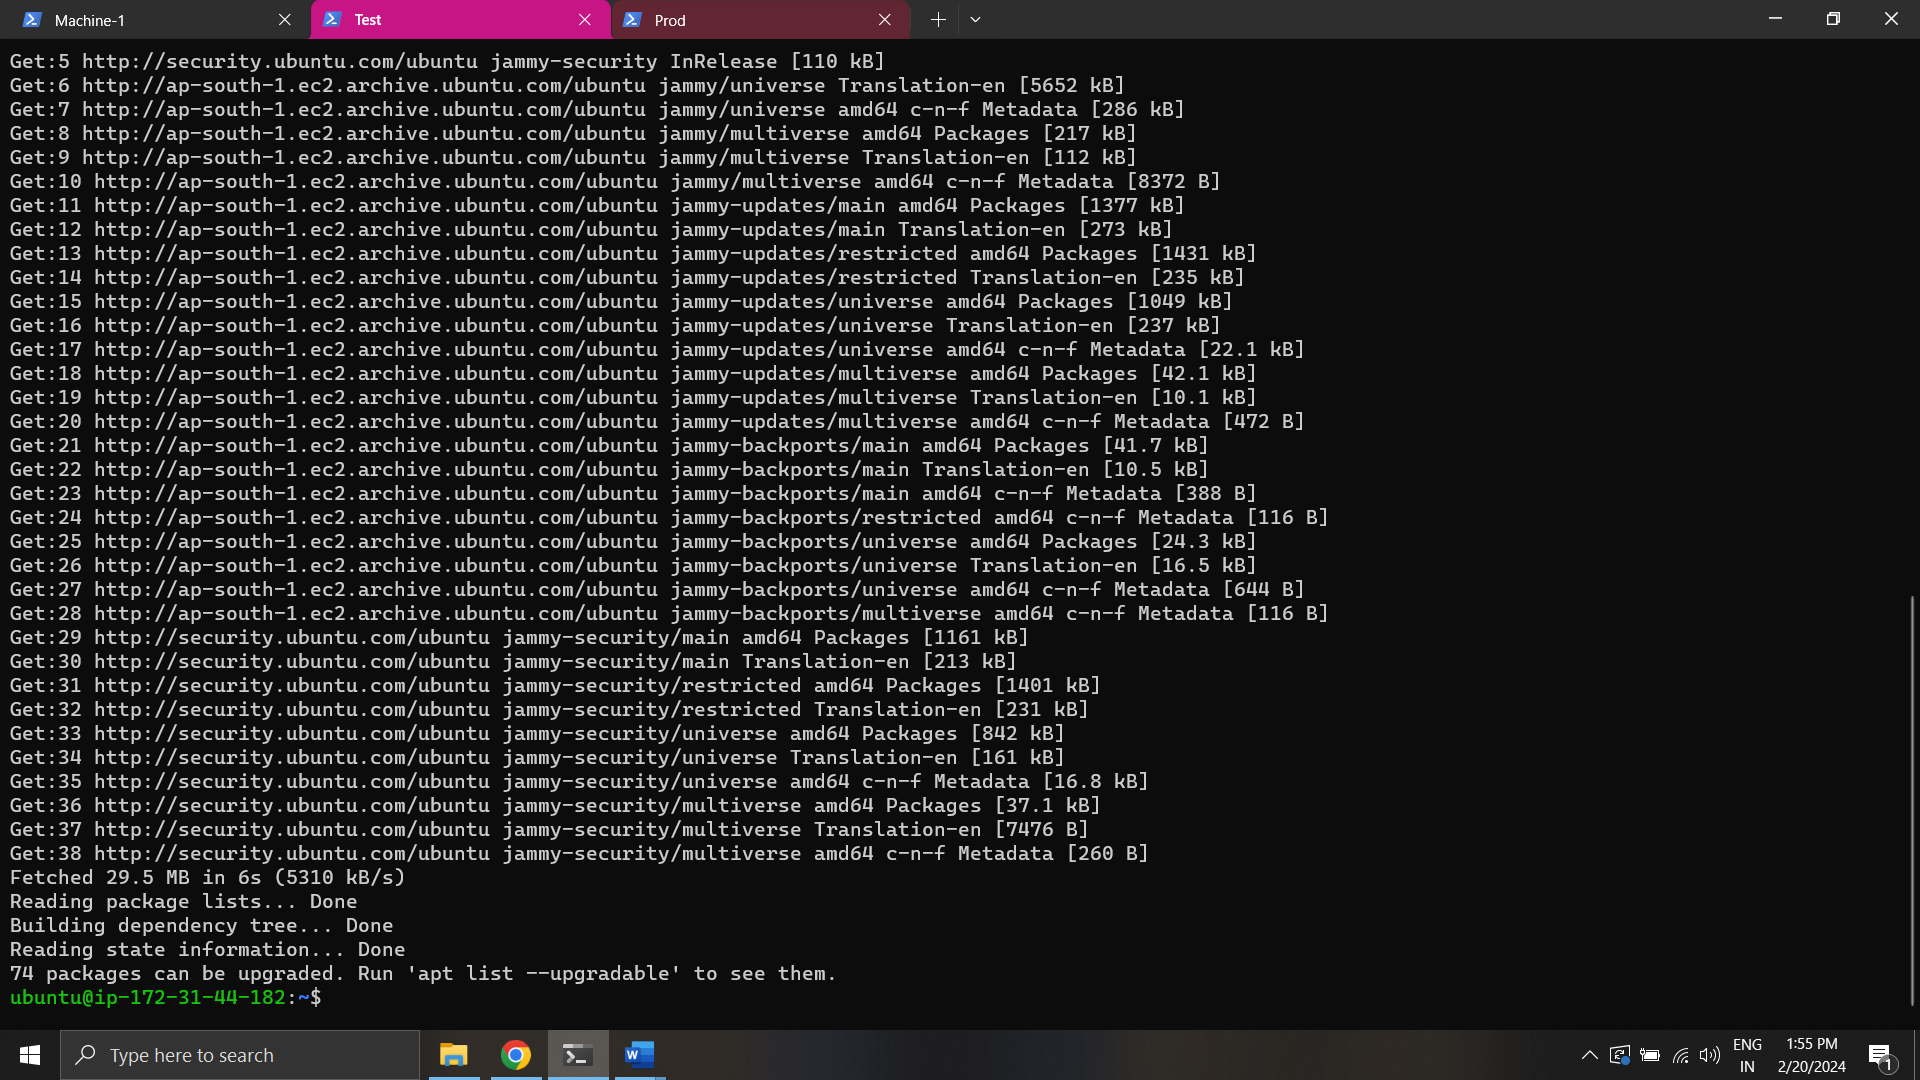 Machine-1
Test
Prod
Get:5 http://security.ubuntu.com/ubuntu jammy-security InRelease [110 kB]
Get:6 http://ap-south-1.ec2.archive.ubuntu.com/ubuntu jammy/universe Translation-en [5652 kB]
Get:7 http://ap-south-1.ec2.archive.ubuntu.com/ubuntu jammy/universe amd64 c-n-f Metadata [286 kB]
Get:8 http://ap-south-1.ec2.archive.ubuntu.com/ubuntu jammy/multiverse amd64 Packages [217 kB]
Get:9 http://ap-south-1.ec2.archive.ubuntu.com/ubuntu jammy/multiverse Translation-en [112 kB]
Get:10 http://ap-south-1.ec2.archive.ubuntu.com/ubuntu jammy/multiverse amd64 c-n-f Metadata [8372 B]
Get:11 http://ap-south-1.ec2.archive.ubuntu.com/ubuntu jammy-updates/main amd64 Packages [1377 kB]
Get:12 http://ap-south-1.ec2.archive.ubuntu.com/ubuntu jammy-updates/main Translation-en [273 kB]
Get:13 http://ap-south-1.ec2.archive.ubuntu.com/ubuntu jammy-updates/restricted amd64 Packages [1431 kB]
Get:14 http://ap-south-1.ec2.archive.ubuntu.com/ubuntu jammy-updates/restricted Translation-en [235 kB]
Get:15 http://ap-south-1.ec2.archive.ubuntu.com/ubuntu jammy-updates/universe amd64 Packages [1049 kB]
Get:16 http://ap-south-1.ec2.archive.ubuntu.com/ubuntu jammy-updates/universe Translation-en [237 kB]
Get:17 http://ap-south-1.ec2.archive.ubuntu.com/ubuntu jammy-updates/universe amd64 c-n-f Metadata [22.1 kB]
Get:18 http://ap-south-1.ec2.archive.ubuntu.com/ubuntu jammy-updates/multiverse amd64 Packages [42.1 kB]
Get:19 http://ap-south-1.ec2.archive.ubuntu.com/ubuntu jammy-updates/multiverse Translation-en [10.1 kB]
Get:20 http://ap-south-1.ec2.archive.ubuntu.com/ubuntu jammy-updates/multiverse amd64 c-n-f Metadata [472 B]
Get:21 http://ap-south-1.ec2.archive.ubuntu.com/ubuntu jammy-backports/main amd64 Packages [41.7 kB]
Get:22 http://ap-south-1.ec2.archive.ubuntu.com/ubuntu jammy-backports/main Translation-en [10.5 kB]
Get:23 http://ap-south-1.ec2.archive.ubuntu.com/ubuntu jammy-backports/main amd64 c-n-f Metadata [388 B]
Get:24 http://ap-south-1.ec2.archive.ubuntu.com/ubuntu jammy-backports/restricted amd64 c-n-f Metadata [116 B]
Get:25 http://ap-south-1.ec2.archive.ubuntu.com/ubuntu jammy-backports/universe amd64 Packages [24.3 kB]
Get:26 http://ap-south-1.ec2.archive.ubuntu.com/ubuntu jammy-backports/universe Translation-en [16.5 kB]
Get:27 http://ap-south-1.ec2.archive.ubuntu.com/ubuntu jammy-backports/universe amd64 c-n-f Metadata [644 B]
Get:28 http://ap-south-1.ec2.archive.ubuntu.com/ubuntu jammy-backports/multiverse amd64 c-n-f Metadata [116 B]
Get:29 http://security.ubuntu.com/ubuntu jammy-security/main amd64 Packages [1161 kB]
Get:30 http://security.ubuntu.com/ubuntu jammy-security/main Translation-en [213 kB]
Get:31 http://security.ubuntu.com/ubuntu jammy-security/restricted amd64 Packages [1401 kB]
Get:32 http://security.ubuntu.com/ubuntu jammy-security/restricted Translation-en [231 kB]
Get:33 http://security.ubuntu.com/ubuntu jammy-security/universe amd64 Packages [842 kB]
Get:34 http://security.ubuntu.com/ubuntu jammy-security/universe Translation-en [161 kB]
Get:35 http://security.ubuntu.com/ubuntu jammy-security/universe amd64 c-n-f Metadata [16.8 kB]
Get:36 http://security.ubuntu.com/ubuntu jammy-security/multiverse amd64 Packages [37.1 kB]
Get:37 http://security.ubuntu.com/ubuntu jammy-security/multiverse Translation-en [7476 B]
Get:38 http://security.ubuntu.com/ubuntu jammy-security/multiverse amd64 c-n-f Metadata [260 B]
Fetched 29.5 MB in 6s (5310 kB/s)
Reading package lists... Done
Building dependency tree... Done
Reading state information... Done
74 packages can be upgraded. Run 'apt list --upgradable' to see them.
ubuntu@ip-172-31-44-182:~$
Type here to search
ENG
IN
1:55 PM
2/20/2024
1